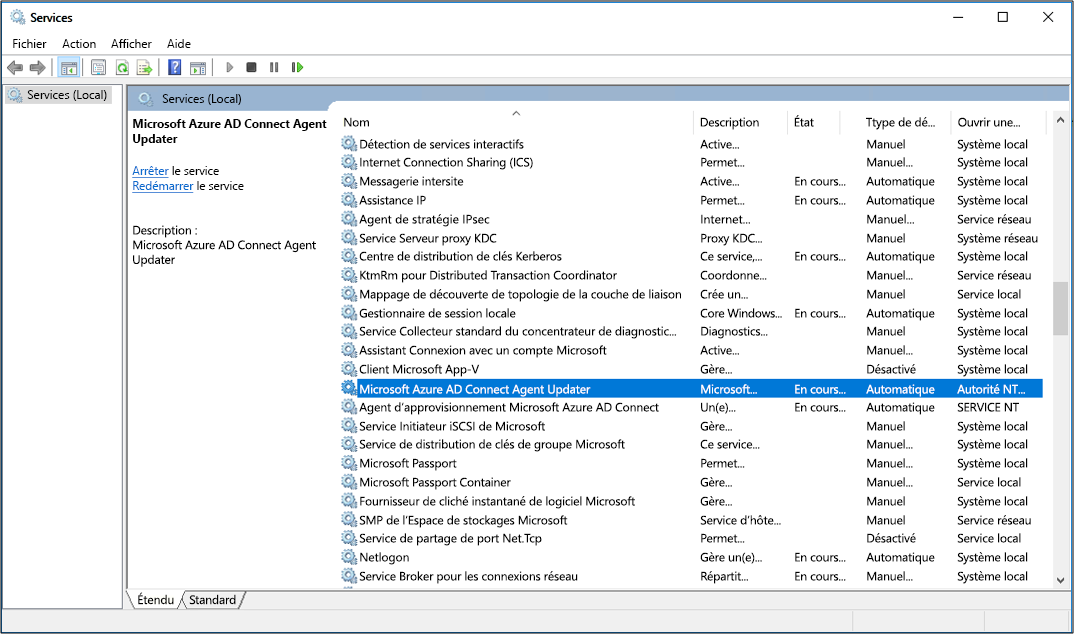 Services
Fichier Action Afficher Aide
Services (Local)
Services (Local)
Microsoft Azure AD Connect Agent
Updater
Arrêter le service
Redémarrer le service
Description :
Microsoft Azure AD Connect Agent
Updater
Nom Description État Ttype de dé... Ouvrir une...
Détection de services interactifs Active... Manuel Système local
Internet Connection Sharing (ICS) Permet... Manuel... Système local
Messagerie intersite Active... En cours... Automatique Système local
Assistance IP Permet... En cours... Automatique Système local
Agent de stratégie IPsec Internet... Manuel... Service réseau
Service Serveur proxy KDC Proxy KDC... Manuel Système réseau
Centre de distribution de clés Kerberos Ce service,... En cours... Automatique Système local
KtmRm pour Distributed Transaction Coordinator Coordonne... Manuel... Service réseau
Mappage de découverte de topologie de la couche de liaison Crée un... Manuel Service local
Gestionnaire de session locale Core Windows... En cours... Automatique Système local
Service Collecteur standard du concentrateur de diagnostic... Diagnostics... Manuel Système local
Assistant Connexion avec un compte Microsoft Active... Manuel... Système local
Client Microsoft App-V Gère... Désactivé Système local
Microsoft Azure AD Connect Agent Updater Microsoft... En cours... Automatique Autorité NT...
Agent d'approvisionnement Microsoft Azure AD Connect Un(e)... En cours... Automatique SERVICE NT
Service Initiateur iSCSI de Microsoft Gère... Manuel Système local
Service de distribution de clés de groupe Microsoft Ce service... Manuel... Système local
Microsoft Passport Permet... Manuel... Système local
Microsoft Passport Container Gère... Manuel... Service local
Fournisseur de cliché instantané de logiciel Microsoft Gère... Manuel Système local
SMP de l'Espace de stockages Microsoft Service d'hôte... Manuel Service réseau
Service de partage de port Net.Tcp Permet... Désactivé Service local
Netlogon Gère un(e)... En cours... Automatique Système local
Service Broker pour les connexions réseau Répartit... En cours... Manuel... Système local
Étendu Standard